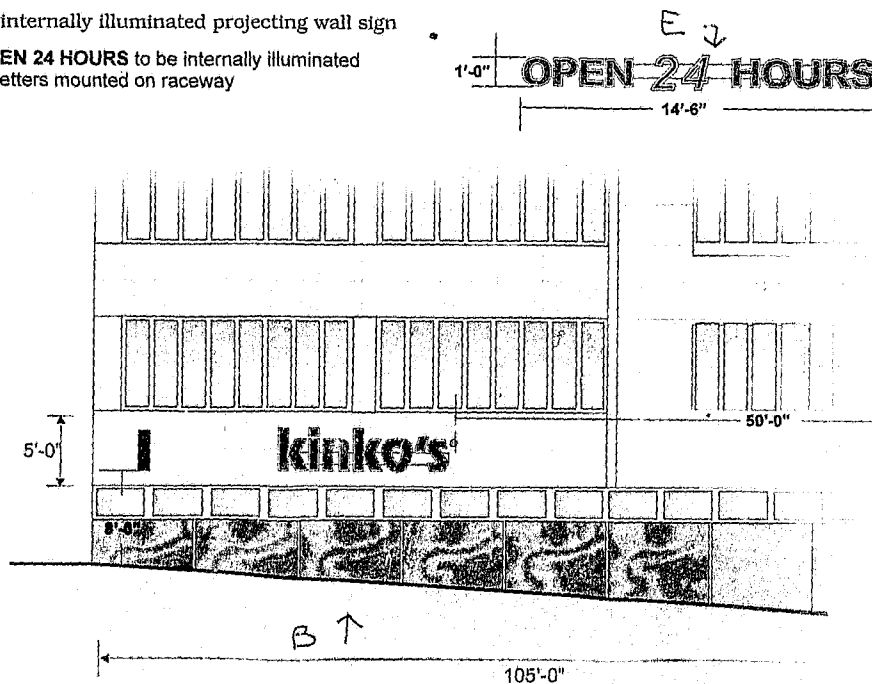 internally illuminated projecting wall sign
EN 24 HOURS to be internally illuminated
etters mounted on raceway
E
1'-0"
OPEN 24 HOURS
14'-6"
50'-0"
5'-0"
kinko's
B
105'-0"